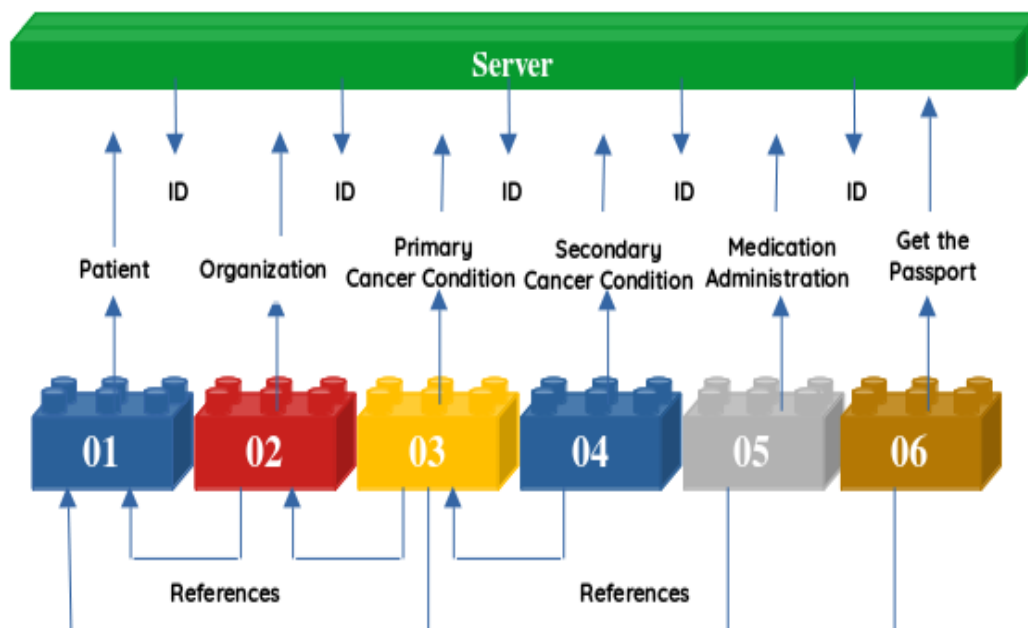 Server
ID
ID
ID
ID
ID
Patient
Organization
Primary
Cancer Condition
Secondary
Cancer Condition
Medication
Administration
Get the
Passport
01
02
03
04
05
06
References
References